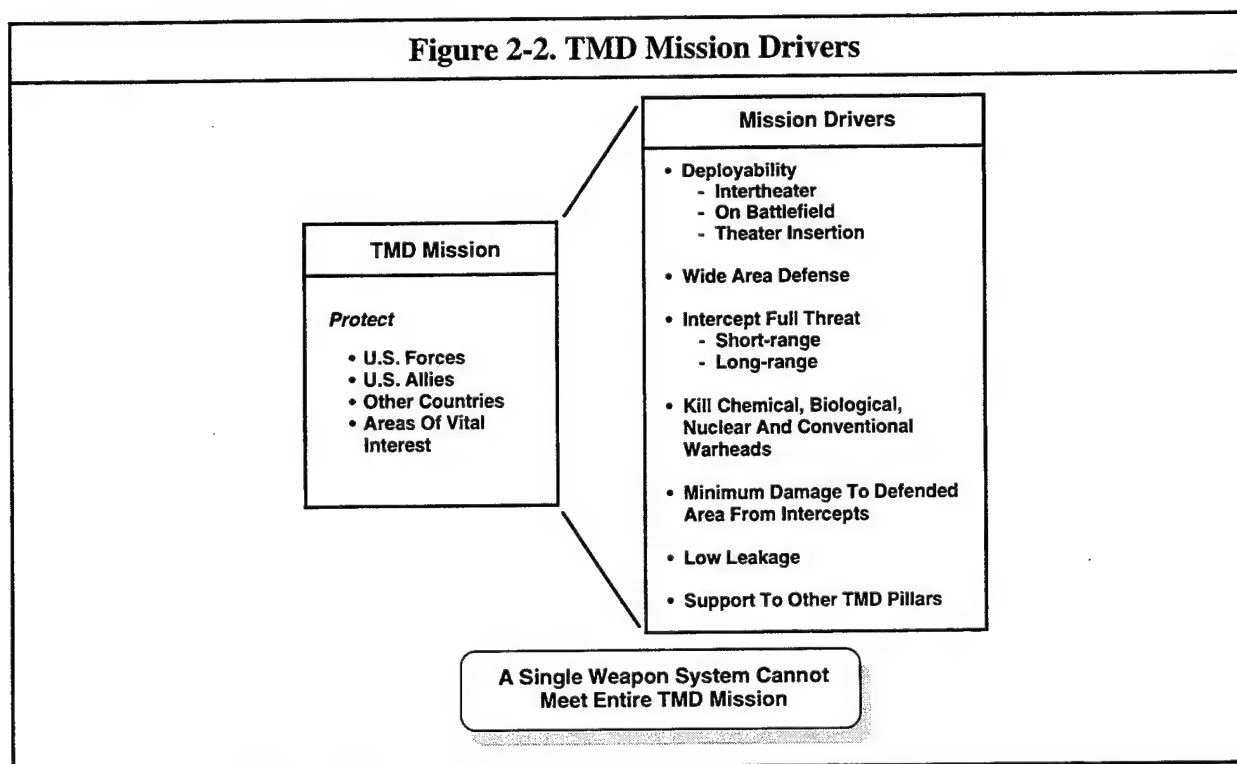 Figure 2-2. TMD Mission Drivers
TMD Mission
Protect
• U.S. Forces
• U.S. Allies
• Other Countries
• Areas Of Vital
Interest
Mission Drivers
• Deployability
- Intertheater
- On Battlefield
- Theater Insertion
• Wide Area Defense
• Intercept Full Threat
- Short-range
- Long-range
• Kill Chemical, Biological,
Nuclear And Conventional
Warheads
• Minimum Damage To Defended
Area From Intercepts
• Low Leakage
• Support To Other TMD Pillars
A Single Weapon System Cannot
Meet Entire TMD Mission